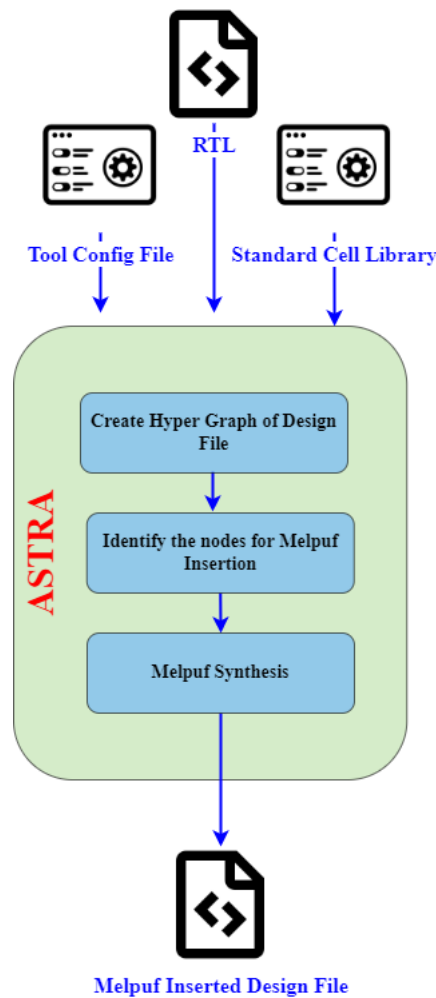 RTL
Tool Config File
Standard Cell Library
ASTRA
Create Hyper Graph of Design
File
Identify the nodes for Melpuf
Insertion
Melpuf Synthesis
Melpuf Inserted Design File